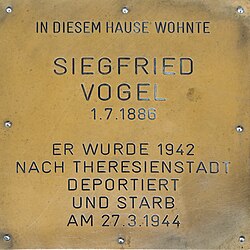 IN DIESEM HAUSE WOHNTE
SIEGFRIED
VOGEL
1.7.1886
ER WURDE 1942
NACH THERESIENSTADT
DEPORTIERT
UND STARB
AM 27.3.1944